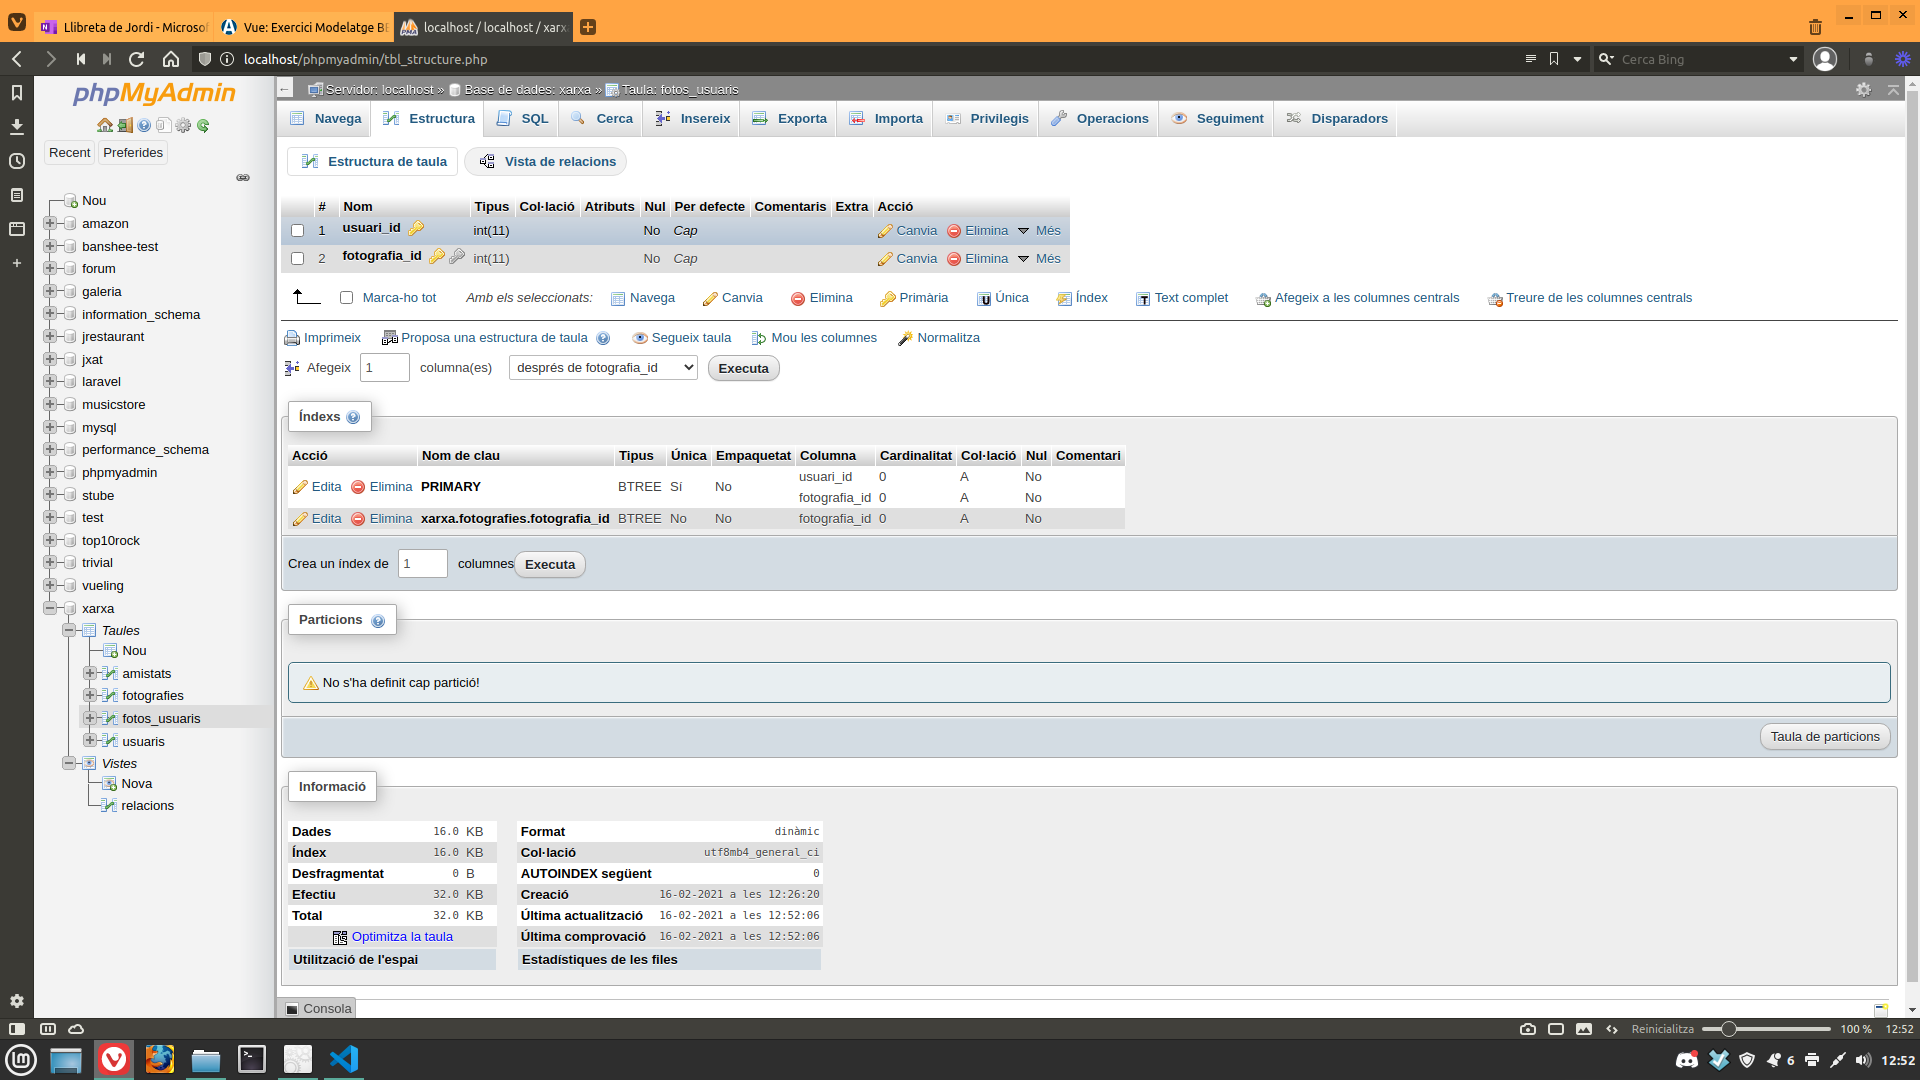 Llibreta de Jordi - Microsof
Vue: Exercici Modelatge BD
localhost / localhost / xarx
localhost/phpmyadmin/tbl_structure.php
Cerca Bing
phpMyAdmin
Recent Preferides
Nou
amazon
banshee-test
forum
galeria
information_schema
jrestaurant
jxat
laravel
musicstore
mysql
performance_schema
phpmyadmin
stube
test
top10rock
trivial
vueling
xarxa
Taules
Nou
amistats
fotografies
fotos_usuaris
usuaris
Vistes
Nova
relacions
Servidor: localhost » Base de dades: xarxa » Taula: fotos_usuaris
Navega Estructura SQL Cerca Insereix Exporta Importa Privilegis Operacions Seguiment Disparadors
Estructura de taula Vista de relacions
# Nom Tipus Col·lació Atributs Nul Per defecte Comentaris Extra Acció
1 usuari_id int(11) No Cap Canvia Elimina Més
2 fotografia_id int(11) No Cap Canvia Elimina Més
Marca-ho tot Amb els seleccionats: Navega Canvia Elimina Primària Única Índex Text complet Afegeix a les columnes centrals Treure de les columnes centrals
Imprimeix Proposa una estructura de taula Segueix taula Mou les columnes Normalitza
Afegeix 1 columna(es) després de fotografia_id Executa
Índexs
Acció Nom de clau Tipus Única Empaquetat Columna Cardinalitat Col·lació Nul Comentari
Edita Elimina PRIMARY BTREE Sí No usuari_id 0 A No
fotografia_id 0 A No
Edita Elimina xarxa.fotografies.fotografia_id BTREE No No fotografia_id 0 A No
Crea un índex de 1 columnes Executa
Particions
No s'ha definit cap partició!
Taula de particions
Informació
Dades 16.0 KB
Índex 16.0 KB
Desfragmentat 0 B
Efectiu 32.0 KB
Total 32.0 KB
Optimitza la taula
Utilització de l'espai
Format dinàmic
Col·lació utf8mb4_general_ci
AUTOINDEX següent 0
Creació 16-02-2021 a les 12:26:20
Última actualització 16-02-2021 a les 12:52:06
Última comprovació 16-02-2021 a les 12:52:06
Estadístiques de les files
Consola
Reinicialitza 100 % 12:52
6 12:52